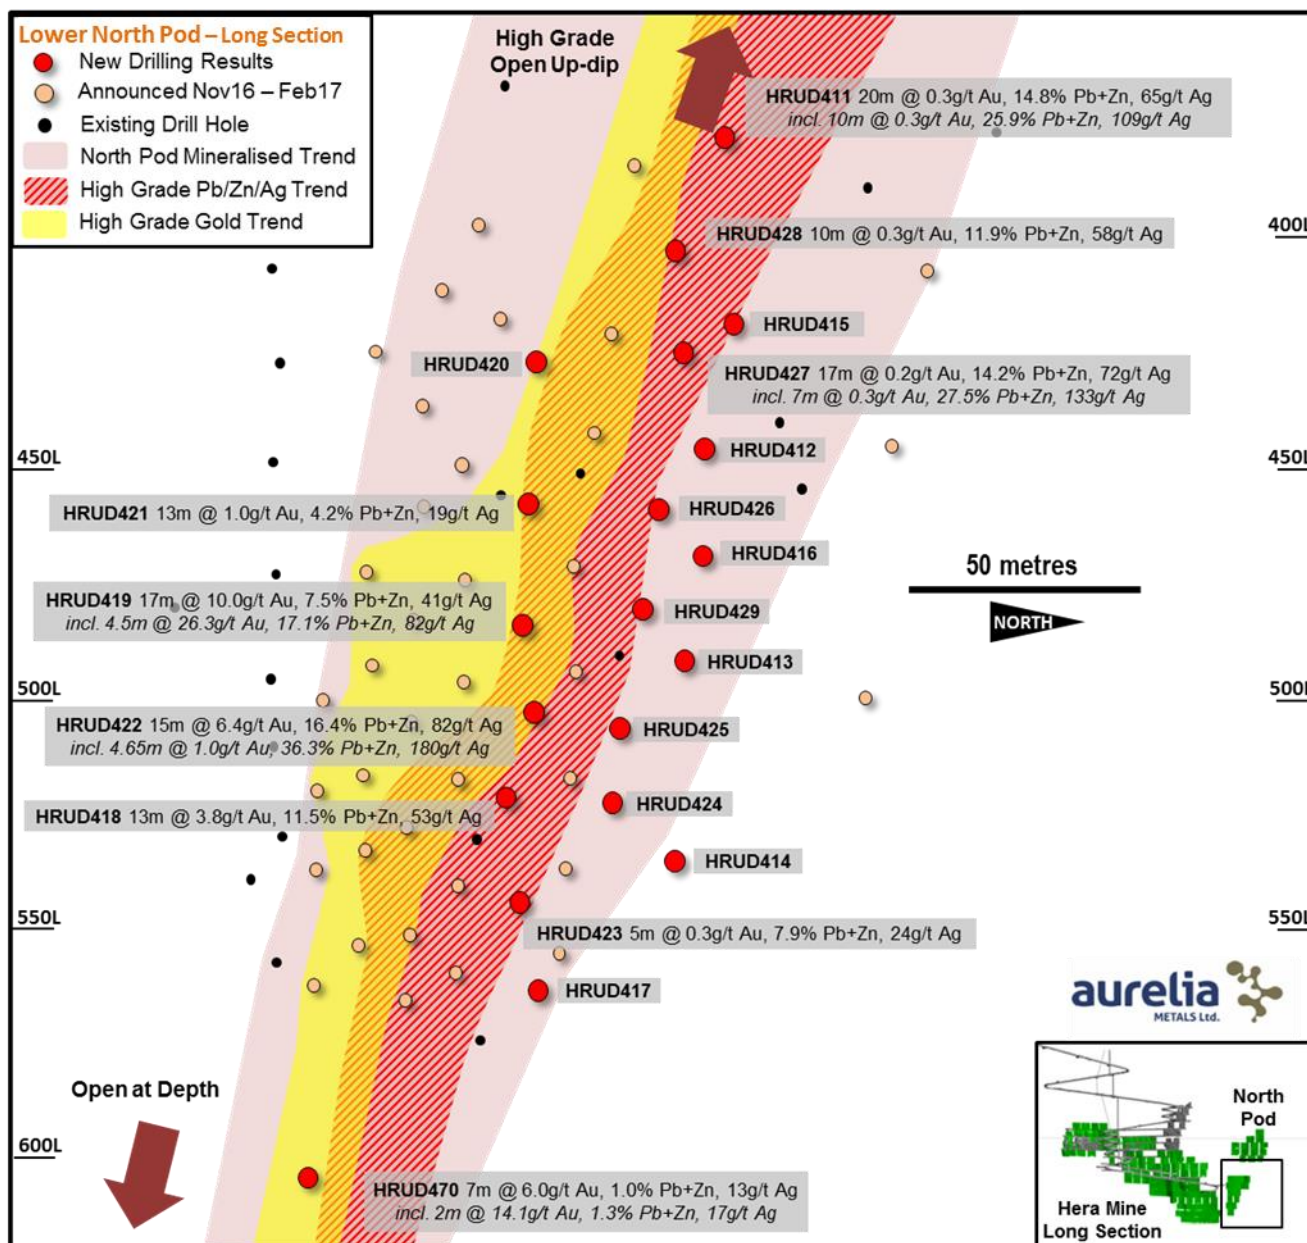 Lower North Pod – Long Section
New Drilling Results
Announced Nov16 – Feb17
Existing Drill Hole
North Pod Mineralised Trend
High Grade Pb/Zn/Ag Trend
High Grade Gold Trend
High Grade
Open Up-dip
HRUD411 20m @ 0.3g/t Au, 14.8% Pb+Zn, 65g/t Ag
incl. 10m @ 0.3g/t Au, 25.9% Pb+Zn, 109g/t Ag
400L
HRUD428 10m @ 0.3g/t Au, 11.9% Pb+Zn, 58g/t Ag
HRUD415
HRUD420
HRUD427 17m @ 0.2g/t Au, 14.2% Pb+Zn, 72g/t Ag
incl. 7m @ 0.3g/t Au, 27.5% Pb+Zn, 133g/t Ag
HRUD412
450L
450L
HRUD421 13m @ 1.0g/t Au, 4.2% Pb+Zn, 19g/t Ag
HRUD426
HRUD416
50 metres
NORTH
HRUD419 17m @ 10.0g/t Au, 7.5% Pb+Zn, 41g/t Ag
incl. 4.5m @ 26.3g/t Au, 17.1% Pb+Zn, 82g/t Ag
HRUD429
HRUD413
500L
500L
HRUD422 15m @ 6.4g/t Au, 16.4% Pb+Zn, 82g/t Ag
incl. 4.65m @ 1.0g/t Au, 36.3% Pb+Zn, 180g/t Ag
HRUD425
HRUD424
HRUD418 13m @ 3.8g/t Au, 11.5% Pb+Zn, 53g/t Ag
HRUD414
550L
550L
HRUD423 5m @ 0.3g/t Au, 7.9% Pb+Zn, 24g/t Ag
HRUD417
aurelia
METALS Ltd.
Open at Depth
600L
HRUD470 7m @ 6.0g/t Au, 1.0% Pb+Zn, 13g/t Ag
incl. 2m @ 14.1g/t Au, 1.3% Pb+Zn, 17g/t Ag
North
Pod
Hera Mine
Long Section